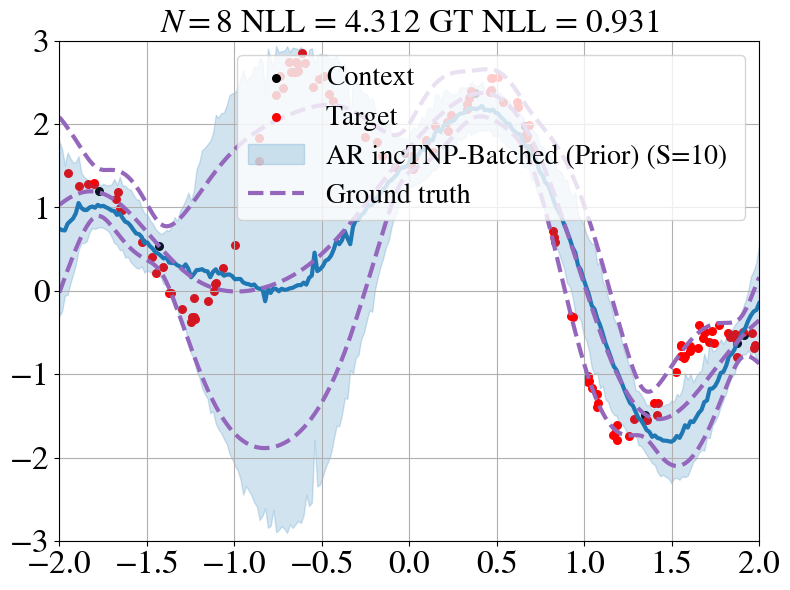 N = 8 NLL = 4.312 GT NLL = 0.931
3
2
1
0
−1
−2
−3
Context
Target
AR incTNP-Batched (Prior) (S=10)
Ground truth
−2.0 −1.5 −1.0 −0.5 0.0 0.5 1.0 1.5 2.0